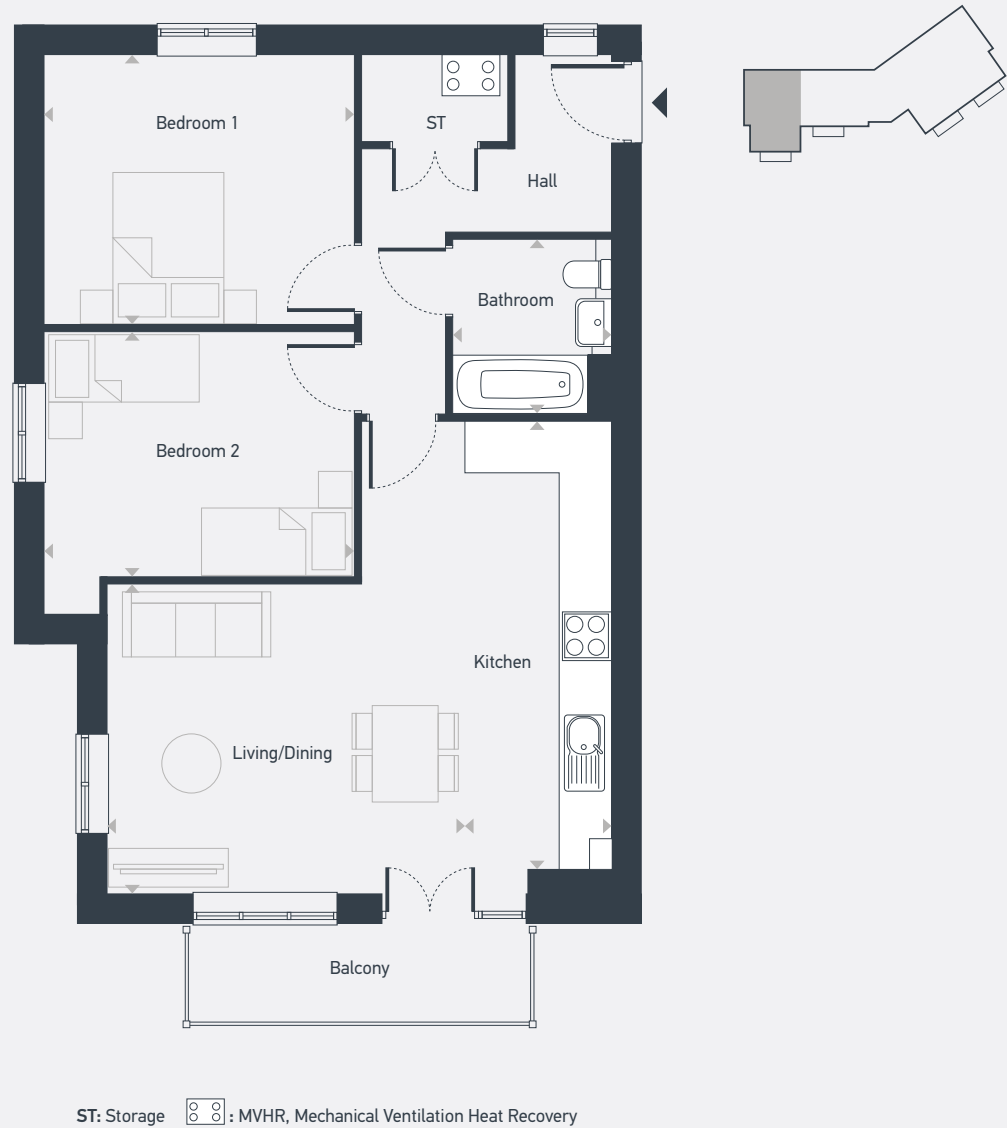 Bedroom 1
ST
Hall
Bathroom
Bedroom 2
Kitchen
Living/Dining
Balcony
ST: Storage : MVHR, Mechanical Ventilation Heat Recovery